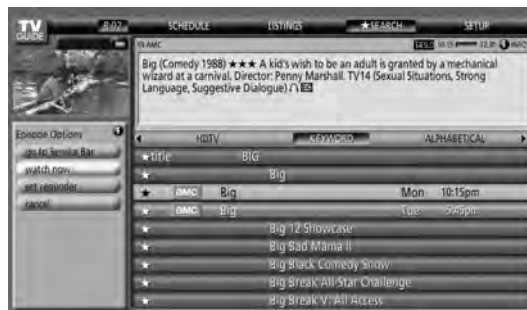 TV GUIDE 8:02 SCHEDULE LISTINGS ★SEARCH SETUP
Big (Comedy 1988) ★★★ A kid's wish to be an adult is granted by a mechanical
wizard at a carnival. Director: Penny Marshall. TV14 (Sexual Situations, Strong
Language, Suggestive Dialogue)
Episode Options
go to Service Bar
watch now
set reminder
cancel
HDTV KEYWORD ALPHABETICAL
★title BIG
★ Big
★ amc Big Mon 10:15pm
★ amc Big Tue 5:45pm
★ Big 12 Showcase
★ Big Bad Mama II
★ Big Black Comedy Show
★ Big Break All-Star Challenge
★ Big Break V: All Access